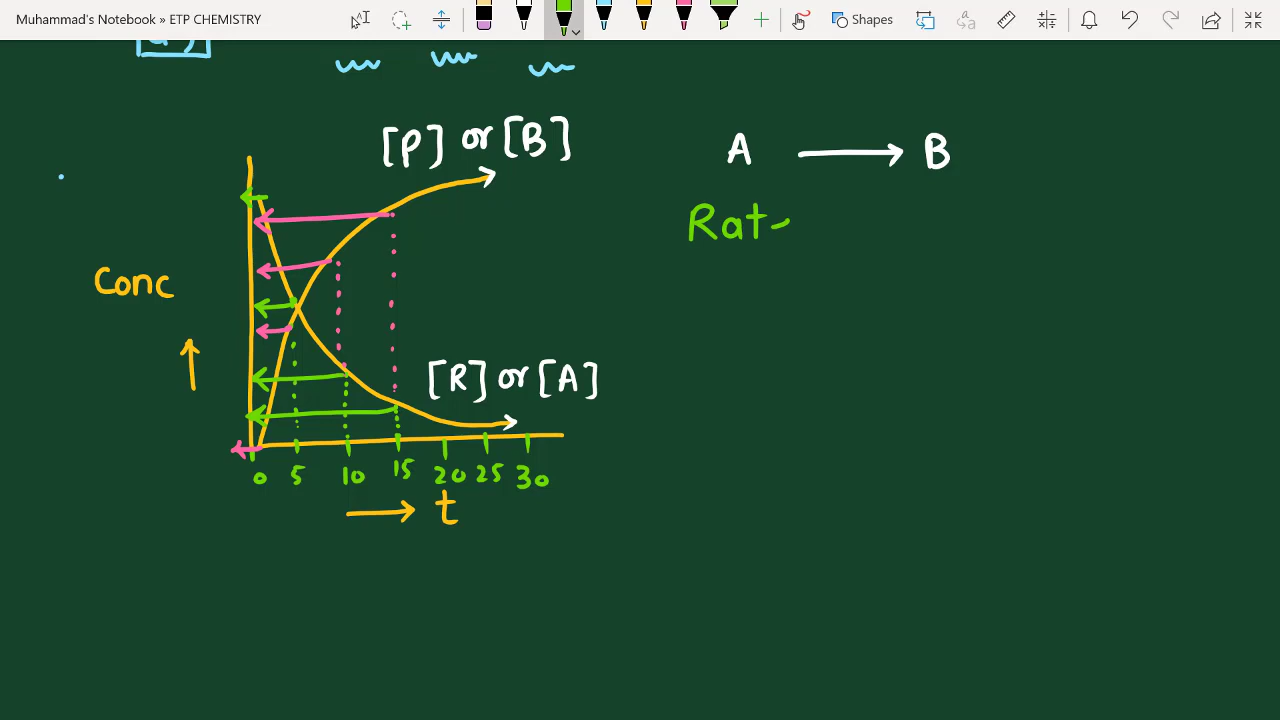 Muhammad's Notebook » ETP CHEMISTRY
Shapes
[P] or [B]
A → B
Rat
Conc
[R] or [A]
0 5 10 15 20 25 30
→ t